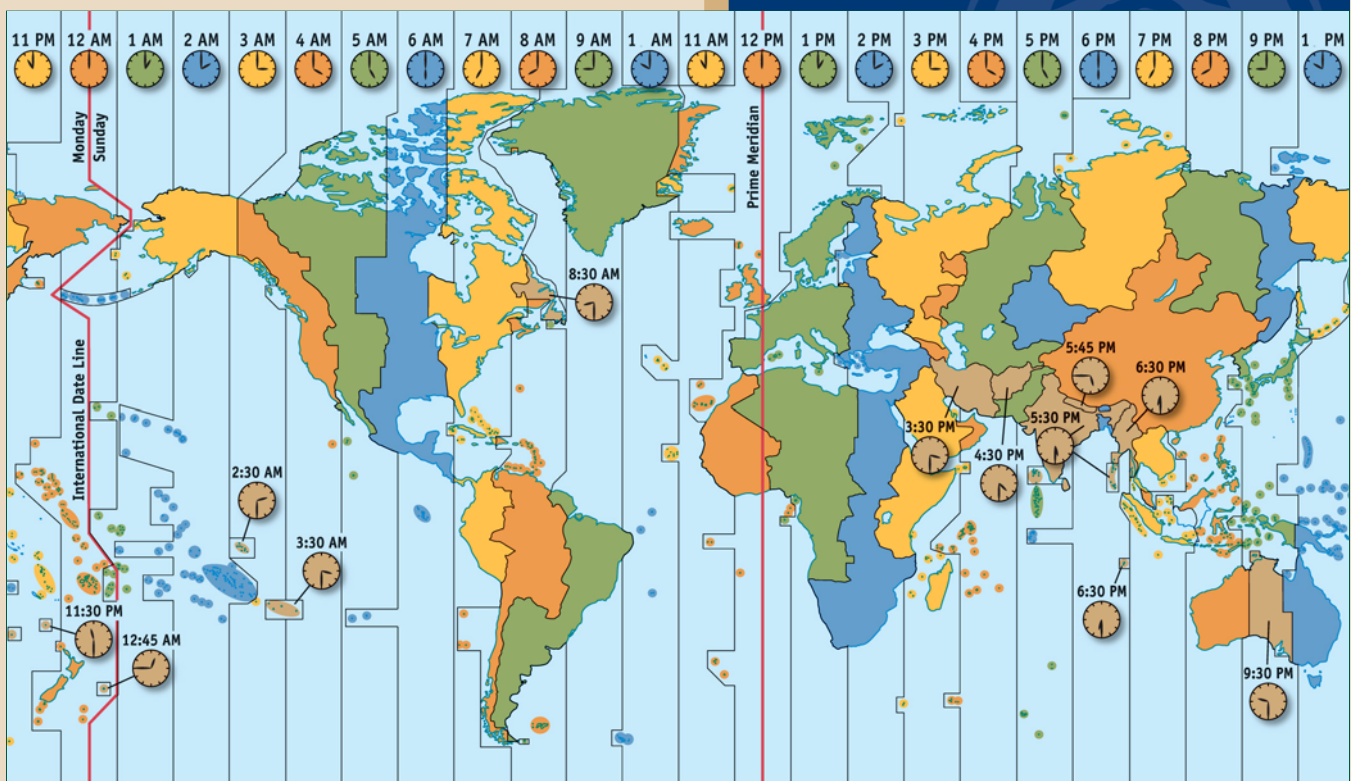 11 PM 12 AM 1 AM 2 AM 3 AM 4 AM 5 AM 6 AM 7 AM 8 AM 9 AM 1 AM 11 AM 12 PM 1 PM 2 PM 3 PM 4 PM 5 PM 6 PM 7 PM 8 PM 9 PM 1 PM
Monday
Sunday
Prime Meridian
8:30 AM
International Date Line
5:45 PM
6:30 PM
5:30 PM
3:30 PM
4:30 PM
2:30 AM
3:30 AM
11:30 PM
12:45 AM
6:30 PM
9:30 PM